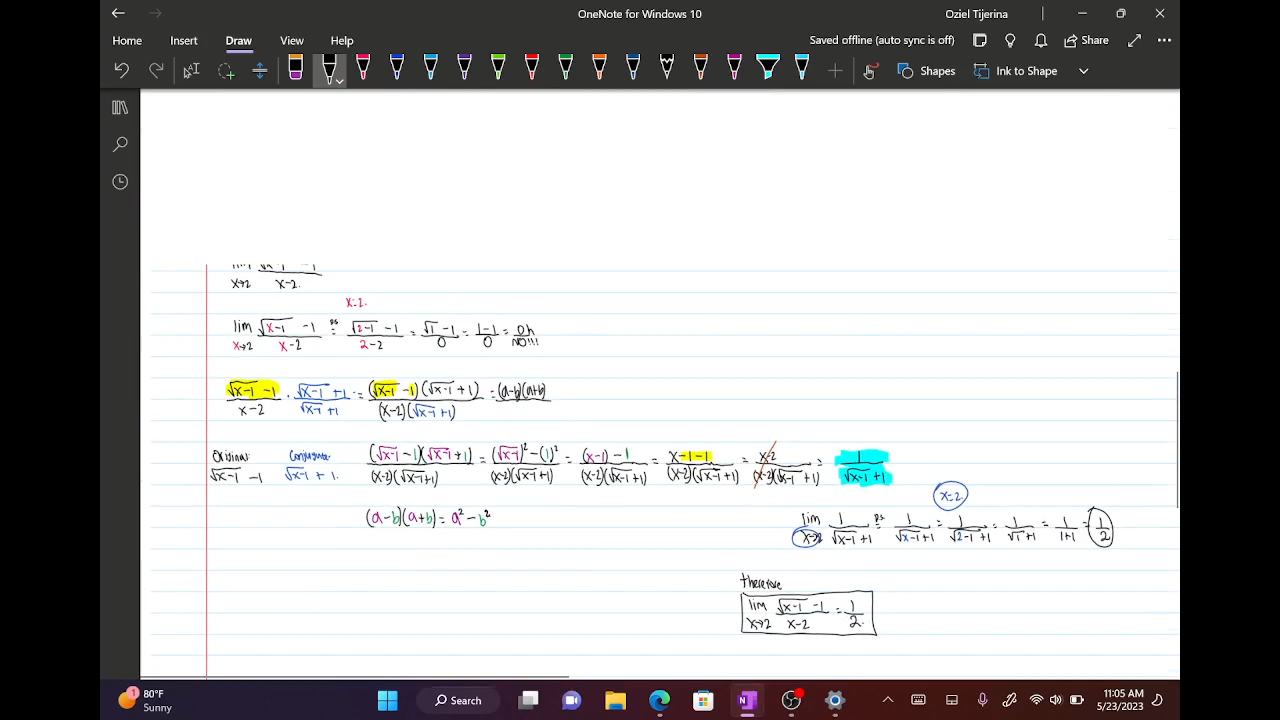 OneNote for Windows 10
Oziel Tijerina
Home Insert Draw View Help
Saved offline (auto sync is off)
Share
Shapes
Ink to Shape
lim x→2 √x-1 -1 / x-2.
x=2.
lim x→2 √x-1 -1 / x-2 =ᴰˢ √2-1 -1 / 2-2 = √1 -1 / 0 = 1-1 / 0 = Oh NO!!!
√x-1 -1 / x-2 · √x-1 +1 / √x-1 +1 = (√x-1 -1)(√x-1 +1) / (x-2)(√x-1 +1) = (a-b)(a+b)
Original Conjugate (√x-1 -1)(√x-1 +1) / (x-2)(√x-1 +1) = (√x-1)² -(1)² / (x-2)(√x-1 +1) = (x-1) -1 / (x-2)(√x-1 +1) = x-1-1 / (x-2)(√x-1 +1) = x-2 / (x-2)(√x-1 +1) = 1 / √x-1 +1
√x-1 -1 √x-1 +1.
x=2.
(a-b)(a+b) = a² - b²
lim x→2 1 / √x-1 +1 =ᴰˢ 1 / √x-1 +1 = 1 / √2-1 +1 = 1 / √1 +1 = 1 / 1+1 = 1 / 2
therefore
lim x→2 √x-1 -1 / x-2 = 1 / 2.
1
80°F
Sunny
Search
11:05 AM
5/23/2023